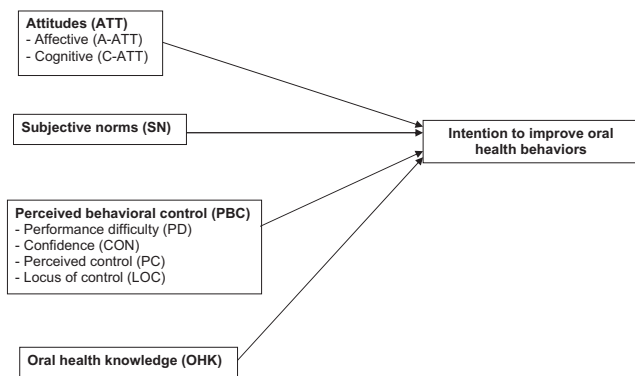 Attitudes (ATT)
- Affective (A-ATT)
- Cognitive (C-ATT)
Subjective norms (SN)
Intention to improve oral
health behaviors
Perceived behavioral control (PBC)
- Performance difficulty (PD)
- Confidence (CON)
- Perceived control (PC)
- Locus of control (LOC)
Oral health knowledge (OHK)